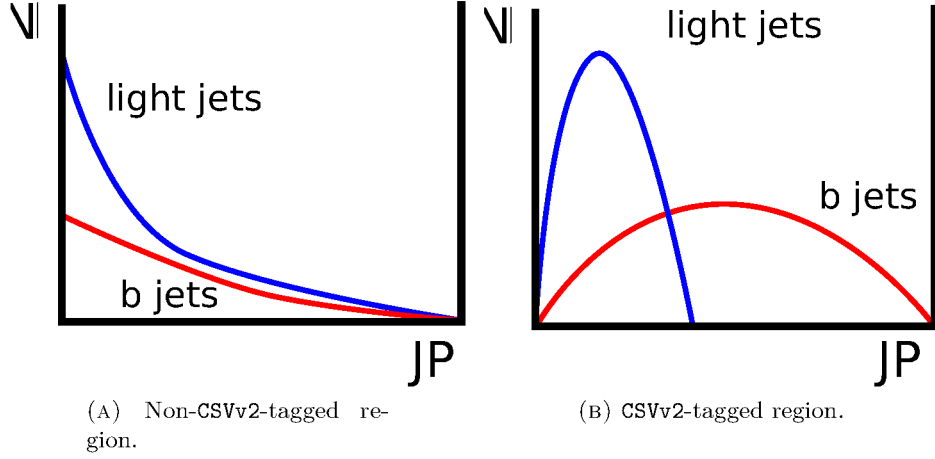 N
light jets
b jets
JP
(A) Non-CSVv2-tagged re-
gion.
N
light jets
b jets
JP
(B) CSVv2-tagged region.